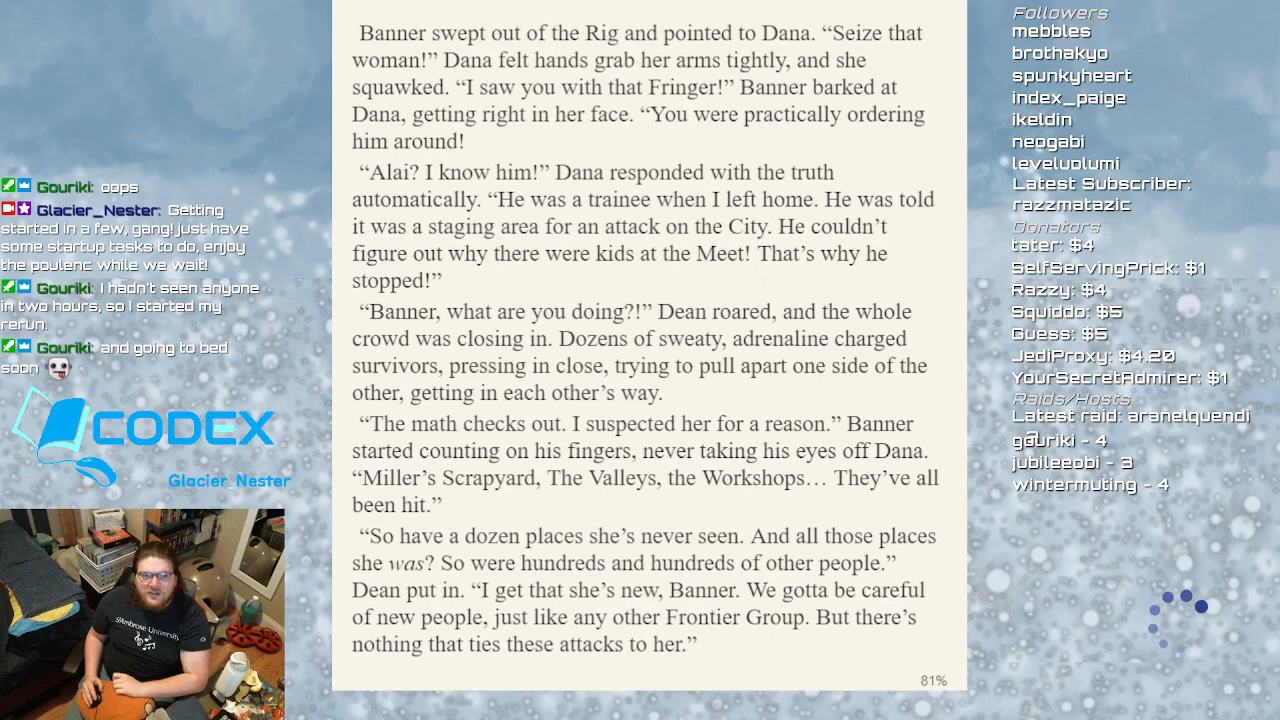 Gouriki: oops
Glacier_Nester: Getting
started in a few, gang! just have
some startup tasks to do, enjoy
the poulenc while we wait!
Gouriki: I hadn't seen anyone
in two hours, so I started my
rerun.
Gouriki: and going to bed
soon
CODEX
Glacier_Nester
St.Ambrose University
Banner swept out of the Rig and pointed to Dana. “Seize that
woman!” Dana felt hands grab her arms tightly, and she
squawked. “I saw you with that Fringer!” Banner barked at
Dana, getting right in her face. “You were practically ordering
him around!
“Alai? I know him!” Dana responded with the truth
automatically. “He was a trainee when I left home. He was told
it was a staging area for an attack on the City. He couldn’t
figure out why there were kids at the Meet! That’s why he
stopped!”
“Banner, what are you doing?!” Dean roared, and the whole
crowd was closing in. Dozens of sweaty, adrenaline charged
survivors, pressing in close, trying to pull apart one side of the
other, getting in each other’s way.
“The math checks out. I suspected her for a reason.” Banner
started counting on his fingers, never taking his eyes off Dana.
“Miller’s Scrapyard, The Valleys, the Workshops… They’ve all
been hit.”
“So have a dozen places she’s never seen. And all those places
she was? So were hundreds and hundreds of other people.”
Dean put in. “I get that she’s new, Banner. We gotta be careful
of new people, just like any other Frontier Group. But there’s
nothing that ties these attacks to her.”
81%
Followers
mebbles
brothakyo
spunkyheart
index_paige
ikeldin
neogabi
leveluolumi
Latest Subscriber:
razzmatazic
Donators
tater: $4
SelfServingPrick: $1
Razzy: $4
Squiddo: $5
Guess: $5
JediProxy: $4.20
YourSecretAdmirer: $1
Raids/Hosts
Latest raid: aranelquendi
gouriki - 4
jubileeobi - 3
wintermuting - 4